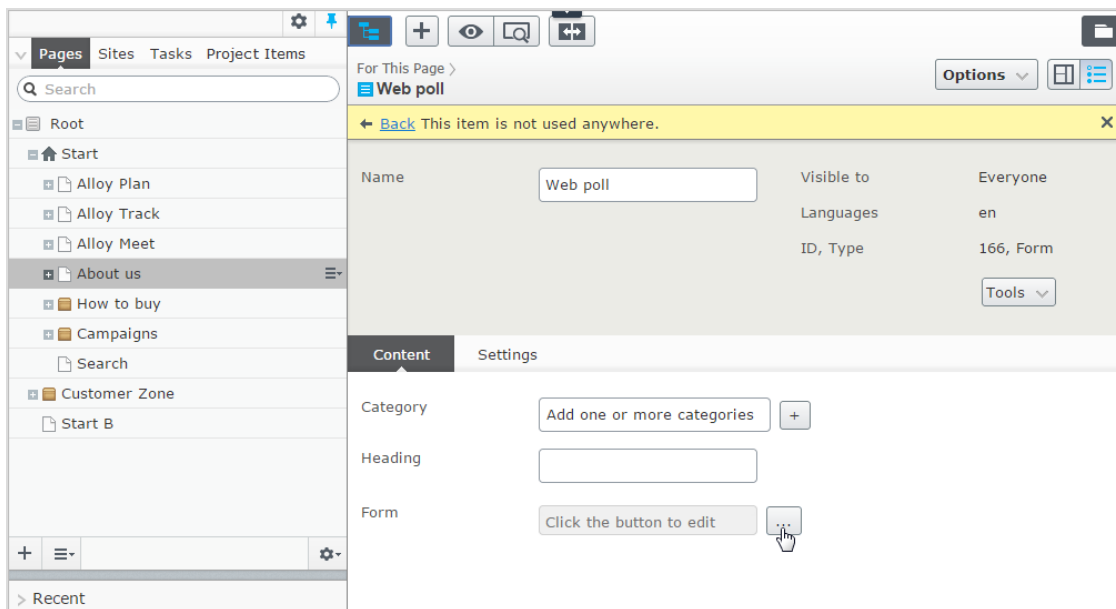 Pages Sites Tasks Project Items
Search
Root
Start
Alloy Plan
Alloy Track
Alloy Meet
About us
How to buy
Campaigns
Search
Customer Zone
Start B
Recent
For This Page
Web poll
Options
Back This item is not used anywhere.
Name Web poll
Visible to Everyone
Languages en
ID, Type 166, Form
Tools
Content Settings
Category Add one or more categories +
Heading
Form Click the button to edit ...